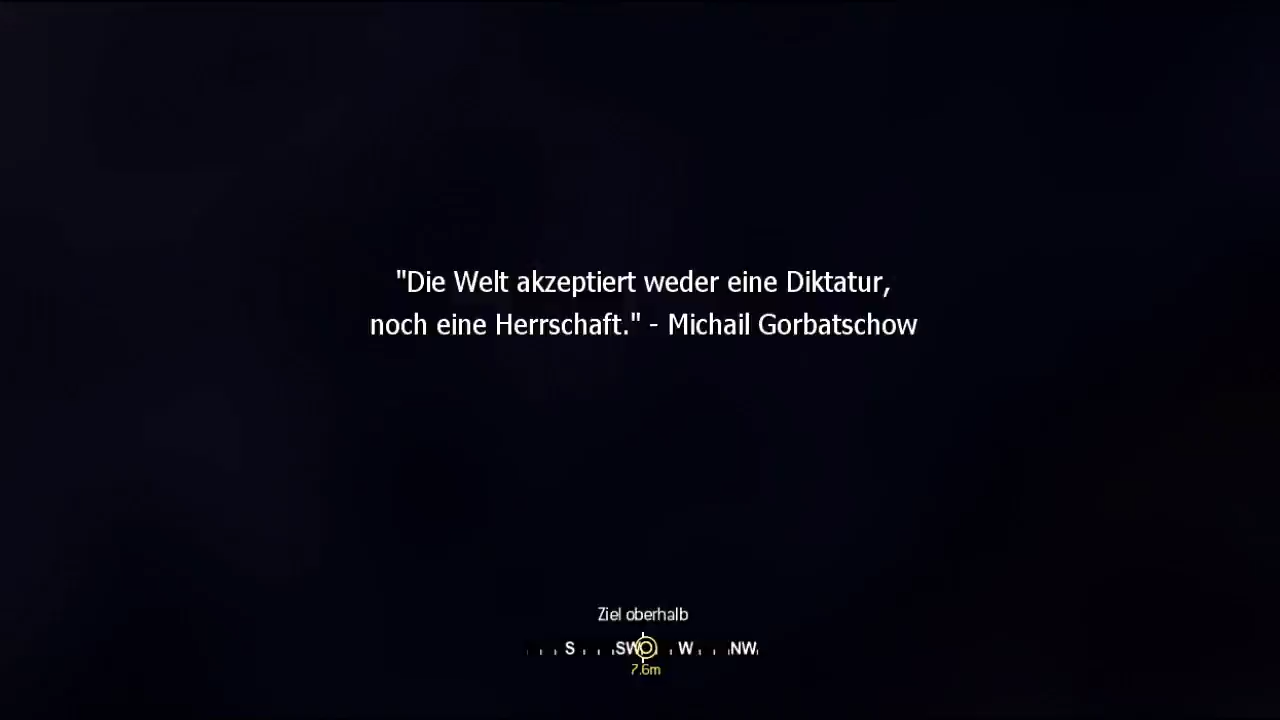 "Die Welt akzeptiert weder eine Diktatur,
noch eine Herrschaft." - Michail Gorbatschow
Ziel oberhalb
S SW W NW
7.6m